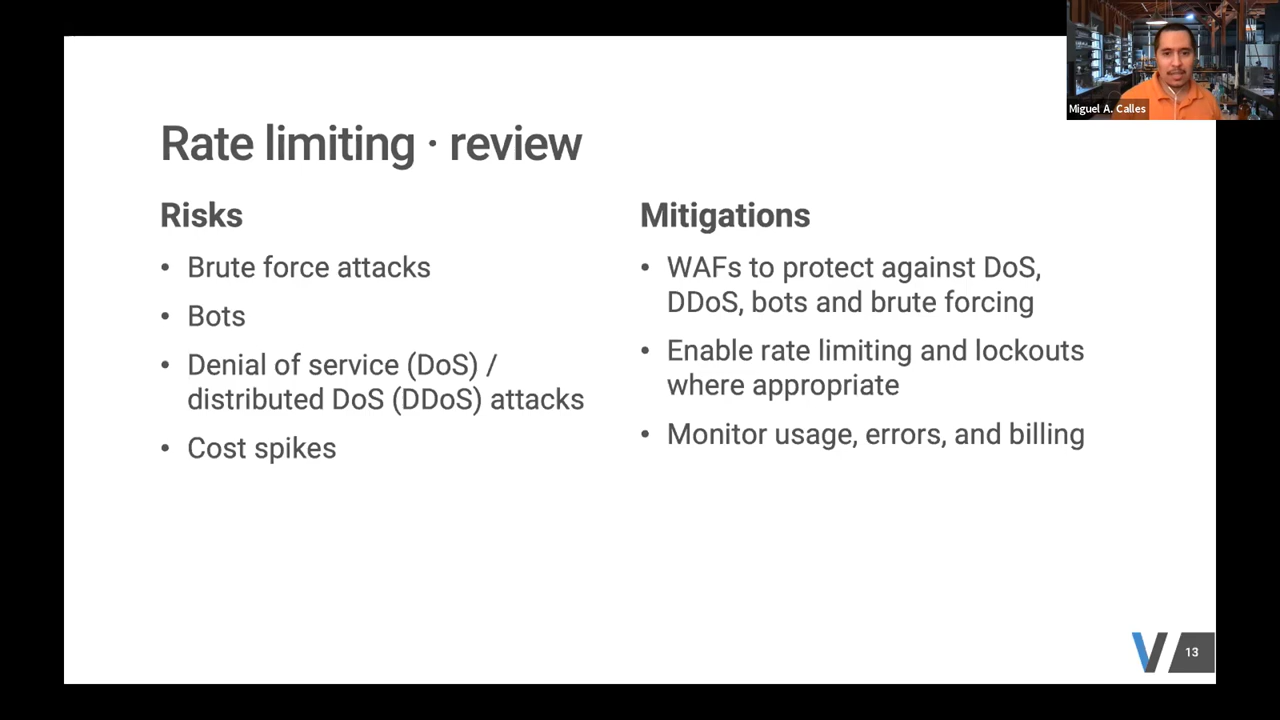 Miguel A. Calles
Rate limiting · review
Risks
• Brute force attacks
• Bots
• Denial of service (DoS) /
distributed DoS (DDoS) attacks
• Cost spikes
Mitigations
• WAFs to protect against DoS,
DDoS, bots and brute forcing
• Enable rate limiting and lockouts
where appropriate
• Monitor usage, errors, and billing
V
13